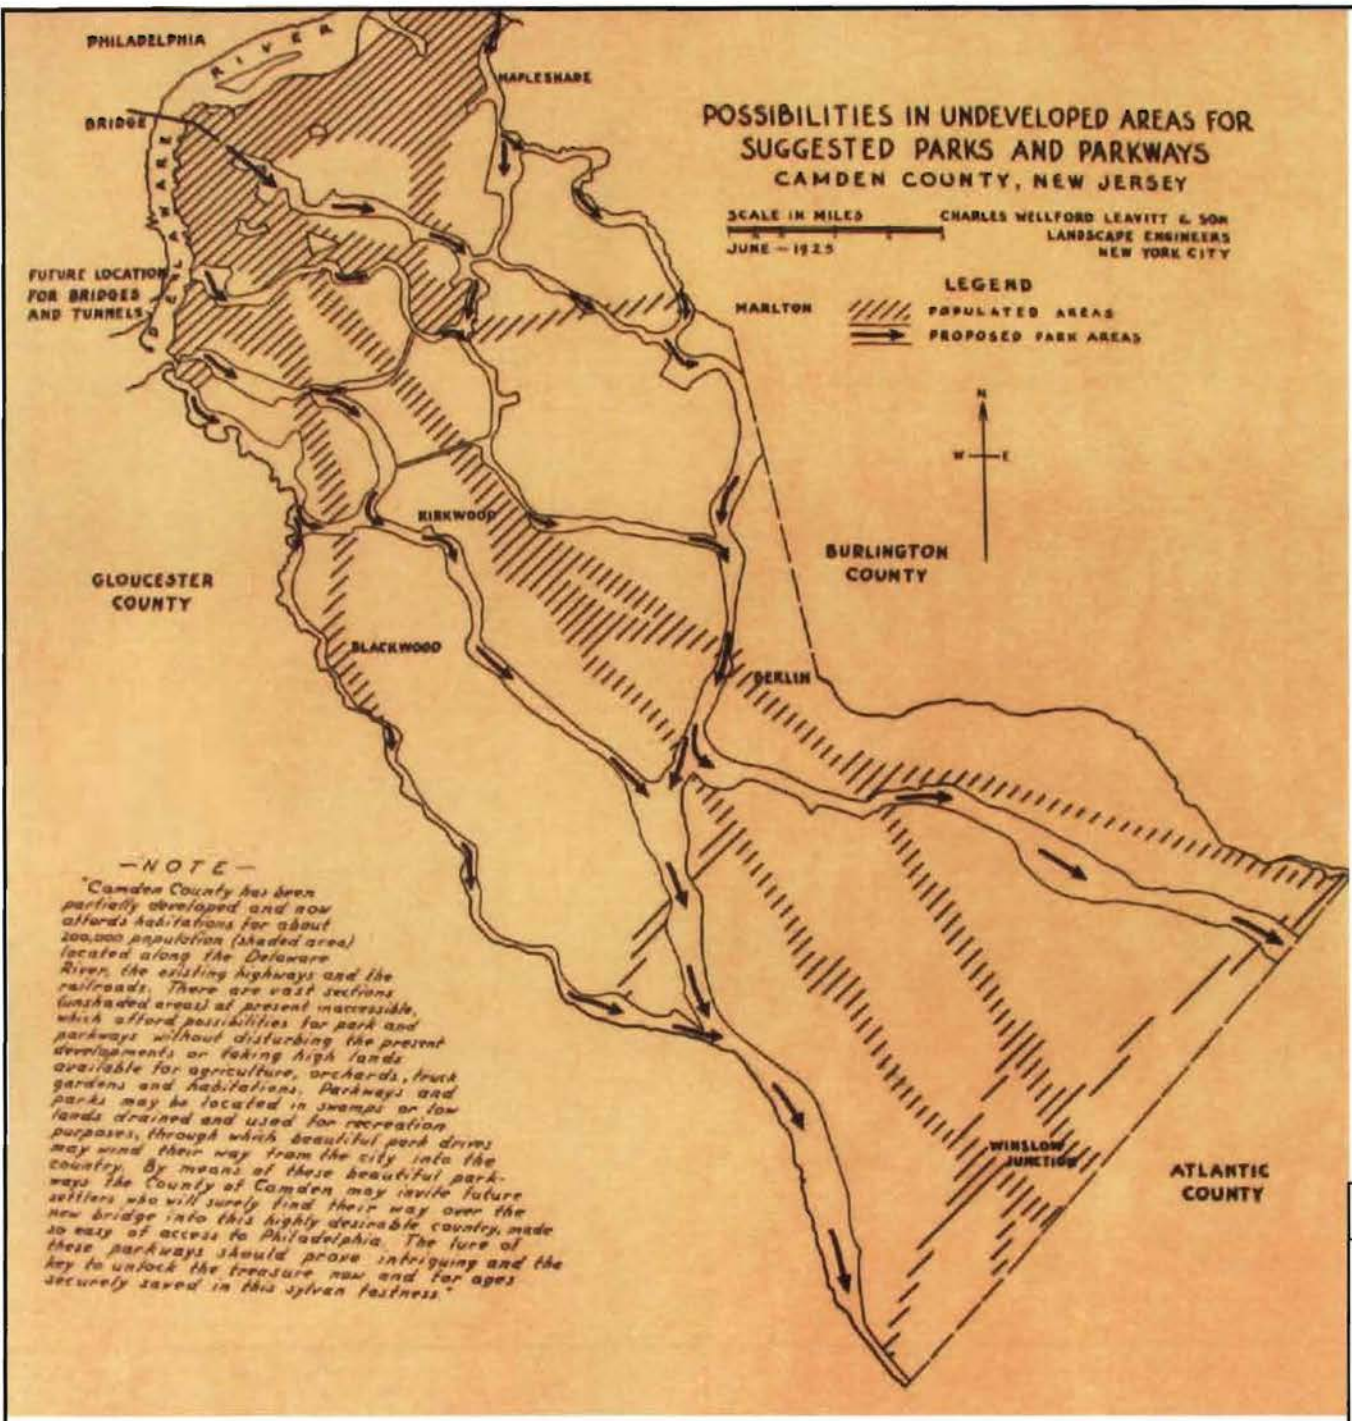 PHILADELPHIA
RIVER
MAPLESHADE
BRIDGE
DELAWARE
POSSIBILITIES IN UNDEVELOPED AREAS FOR
SUGGESTED PARKS AND PARKWAYS
CAMDEN COUNTY, NEW JERSEY
SCALE IN MILES
JUNE - 1925
CHARLES WELLFORD LEAVITT & SON
LANDSCAPE ENGINEERS
NEW YORK CITY
FUTURE LOCATION
FOR BRIDGES
AND TUNNELS
LEGEND
POPULATED AREAS
PROPOSED PARK AREAS
MARLTON
N
W E
KIRKWOOD
BURLINGTON
COUNTY
GLOUCESTER
COUNTY
BLACKWOOD
BERLIN
WINSLOW
JUNCTION
ATLANTIC
COUNTY
-NOTE-
"Camden County has been
partially developed and now
affords habitations for about
200,000 population (shaded area)
located along the Delaware
River, the existing highways and the
railroads. There are vast sections
(unshaded areas) at present inaccessible,
which afford possibilities for park and
parkways without disturbing the present
developments or taking high lands
available for agriculture, orchards, truck
gardens and habitations. Parkways and
parks may be located in swamps or low
lands drained and used for recreation
purposes, through which beautiful park drives
may wind their way from the city into the
country. By means of these beautiful park-
ways the County of Camden may invite future
settlers who will surely find their way over the
new bridge into this highly desirable country, made
so easy of access to Philadelphia. The lure of
these parkways should prove intriguing and the
key to unlock the treasure now and for ages
securely saved in this sylvan fastness."